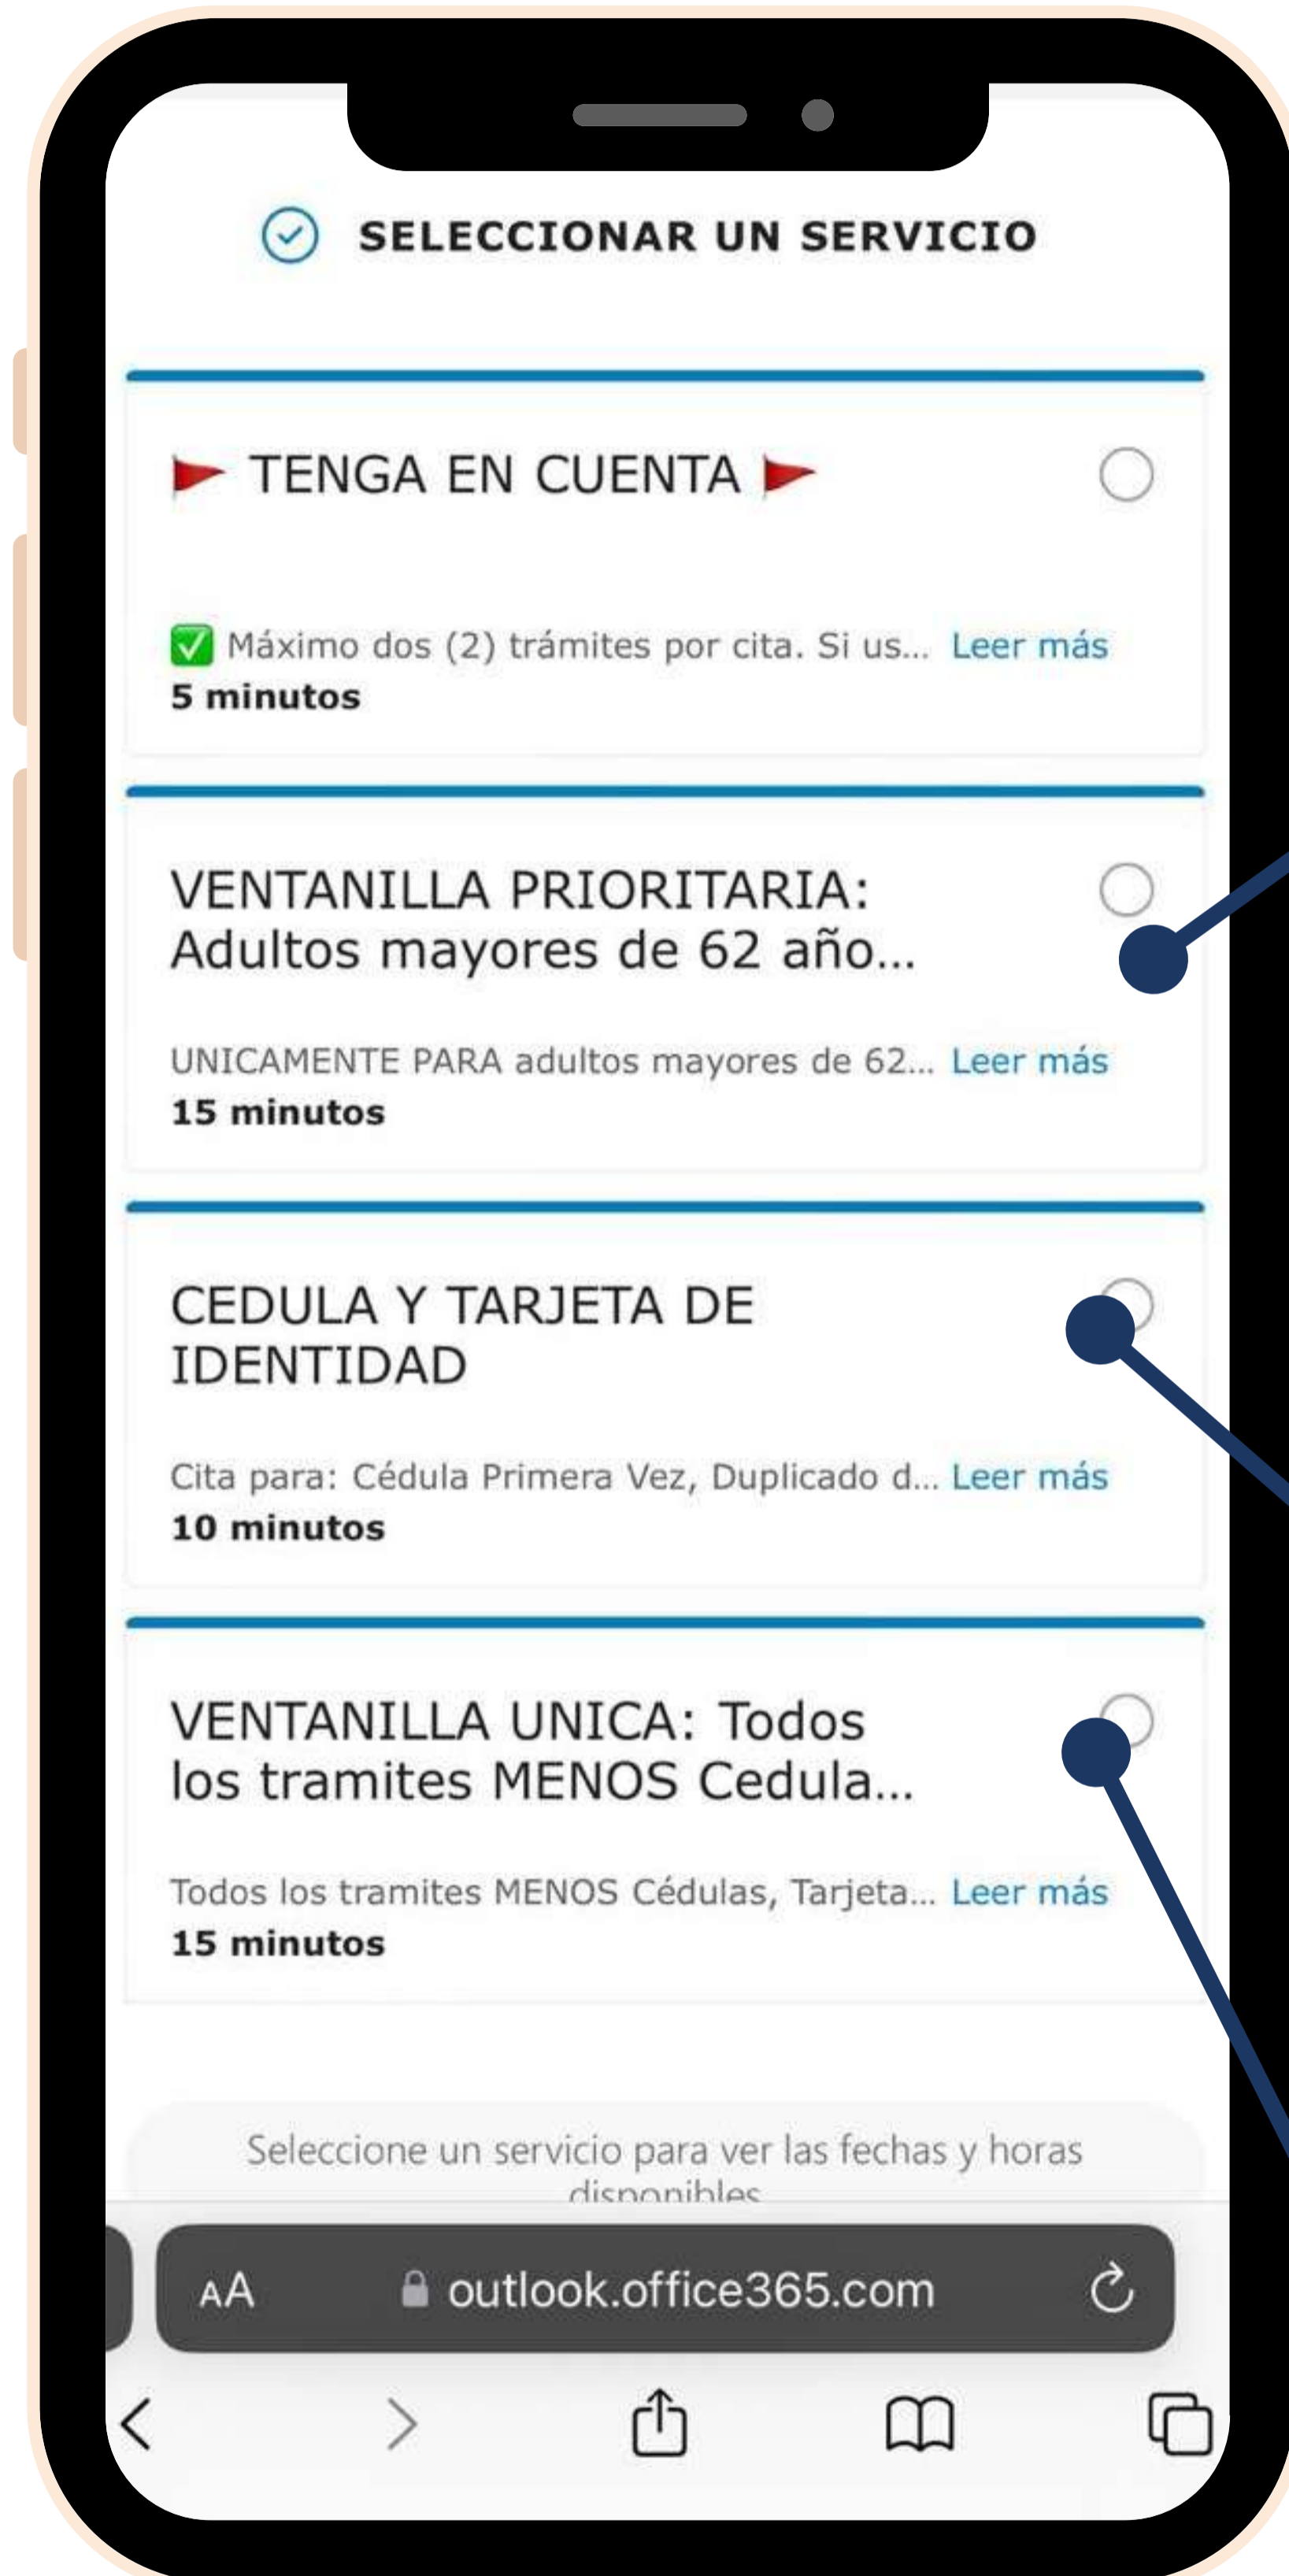 SELECCIONAR UN SERVICIO
TENGA EN CUENTA
Máximo dos (2) trámites por cita. Si us... Leer más
5 minutos
VENTANILLA PRIORITARIA:
Adultos mayores de 62 año...
UNICAMENTE PARA adultos mayores de 62... Leer más
15 minutos
CEDULA Y TARJETA DE
IDENTIDAD
Cita para: Cédula Primera Vez, Duplicado d... Leer más
10 minutos
VENTANILLA UNICA: Todos
los tramites MENOS Cedula...
Todos los tramites MENOS Cédulas, Tarjeta... Leer más
15 minutos
Seleccione un servicio para ver las fechas y horas
disponibles
AA outlook.office365.com